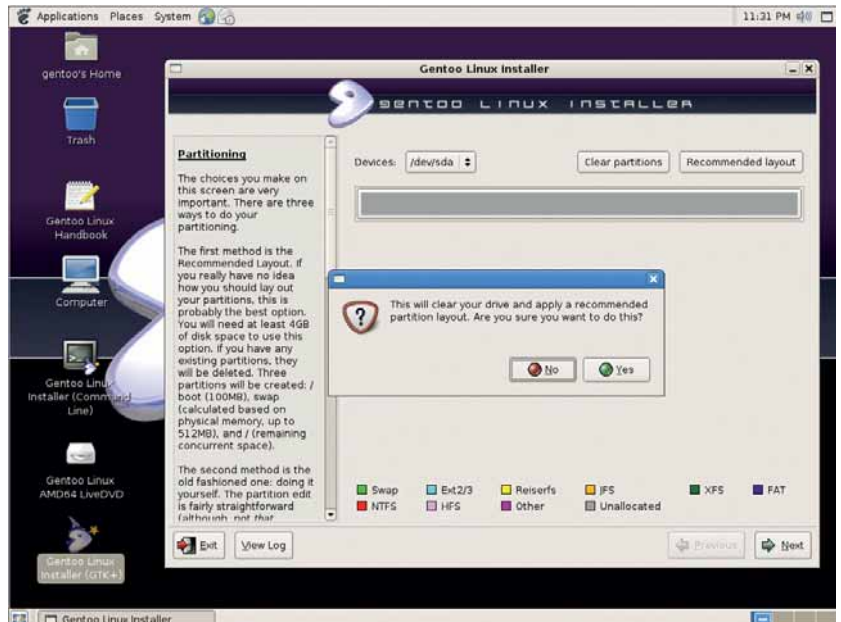 Applications Places System
11:31 PM
gentoo's Home
Trash
Gentoo Linux
Handbook
Computer
Gentoo Linux
Installer (Command
Line)
Gentoo Linux
AMD64 LiveDVD
Gentoo Linux
Installer (GTK+)
Gentoo Linux Installer
gentoo linux installer
Partitioning
The choices you make on
this screen are very
important. There are three
ways to do your
partitioning.
The first method is the
Recommended Layout. If
you really have no idea
how you should lay out
your partitions, this is
probably the best option.
You will need at least 4GB
of disk space to use this
option. If you have any
existing partitions, they
will be deleted. Three
partitions will be created: /
boot (100MB), swap
(calculated based on
physical memory, up to
512MB), and / (remaining
concurrent space).
The second method is the
old fashioned one: doing it
yourself. The partition edit
is fairly straightforward
(although, not that
Devices: /dev/sda Clear partitions Recommended layout
This will clear your drive and apply a recommended
partition layout. Are you sure you want to do this?
No Yes
Swap Ext2/3 Reiserfs JFS XFS FAT
NTFS HFS Other Unallocated
Exit View Log Previous Next
Gentoo Linux Installer